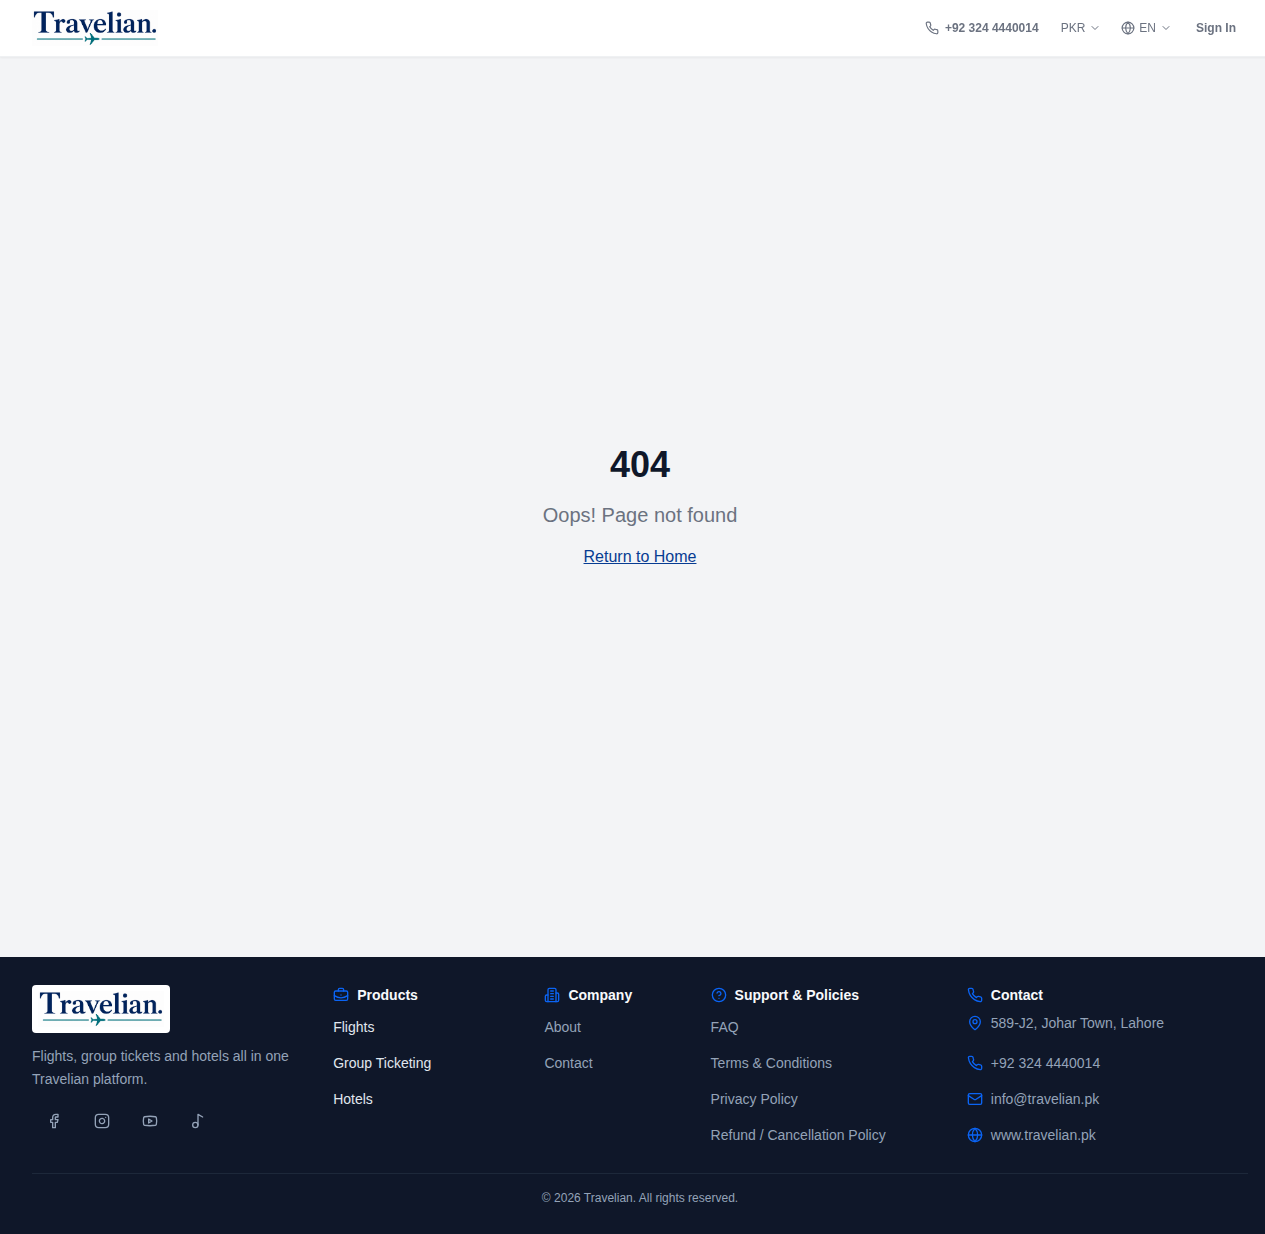 Travelian.
+92 324 4440014
PKR
EN
Sign In
404
Oops! Page not found
Return to Home
Travelian.
Flights, group tickets and hotels all in one
Travelian platform.
Products
Flights
Group Ticketing
Hotels
Company
About
Contact
Support & Policies
FAQ
Terms & Conditions
Privacy Policy
Refund / Cancellation Policy
Contact
589-J2, Johar Town, Lahore
+92 324 4440014
info@travelian.pk
www.travelian.pk
© 2026 Travelian. All rights reserved.